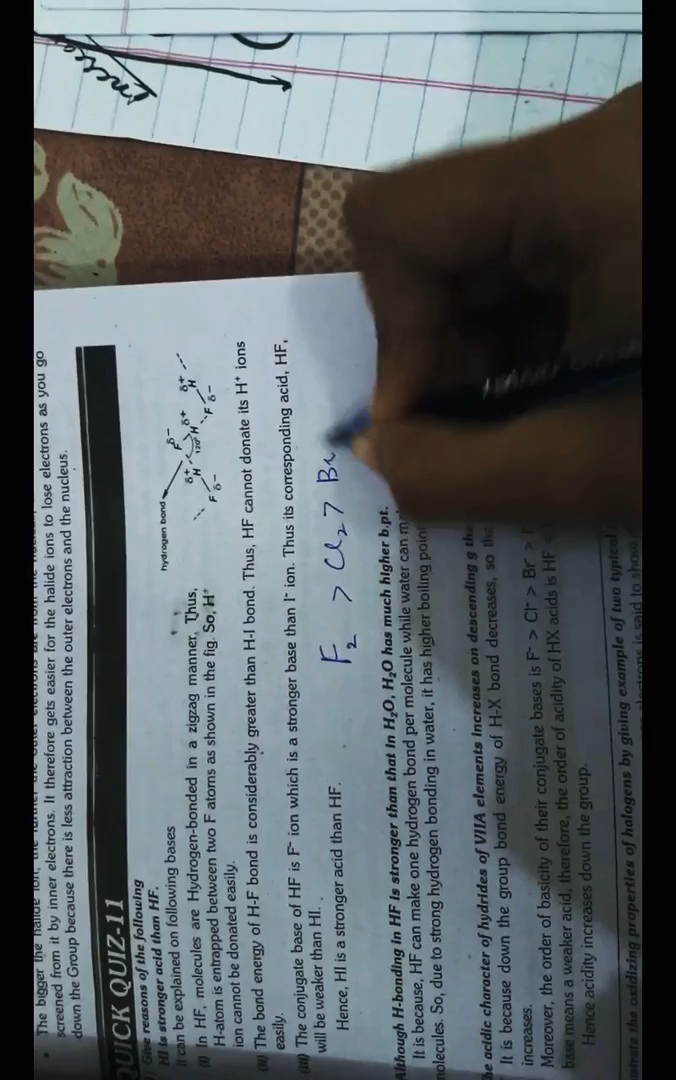 • The bigger the halide ion, the further the outer electrons are from the nucleus,
screened from it by inner electrons. It therefore gets easier for the halide ions to lose electrons as you go
down the Group because there is less attraction between the outer electrons and the nucleus.
QUICK QUIZ-11
Give reasons of the following
HI is stronger acid than HF.
It can be explained on following bases
(i) In HF, molecules are Hydrogen-bonded in a zigzag manner, Thus,
H-atom is entrapped between two F atoms as shown in the fig. So, H⁺
ion cannot be donated easily.
hydrogen bond
δ⁻ F δ⁺ H 120° H δ⁺ δ⁺ H
F δ⁻ F δ⁻
(ii) The bond energy of H-F bond is considerably greater than H-I bond. Thus, HF cannot donate its H⁺ ions
easily.
(iii) The conjugate base of HF is F⁻ ion which is a stronger base than I⁻ ion. Thus its corresponding acid, HF,
will be weaker than HI.
Hence, HI is a stronger acid than HF.
F₂ > Cl₂ > Br
Although H-bonding in HF is stronger than that in H₂O, H₂O has much higher b.pt.
It is because, HF can make one hydrogen bond per molecule while water can
molecules. So, due to strong hydrogen bonding in water, it has higher boiling poin
acidic character of hydrides of VIIA elements increases on descending g the
It is because down the group bond energy of H-X bond decreases, so the
increases.
Moreover, the order of basicity of their conjugate bases is F⁻ > Cl⁻ > Br >
base means a weaker acid, therefore, the order of acidity of HX acids is HF
Hence acidity increases down the group.
the oxidizing properties of halogens by giving example of two typical
electrons is said to show